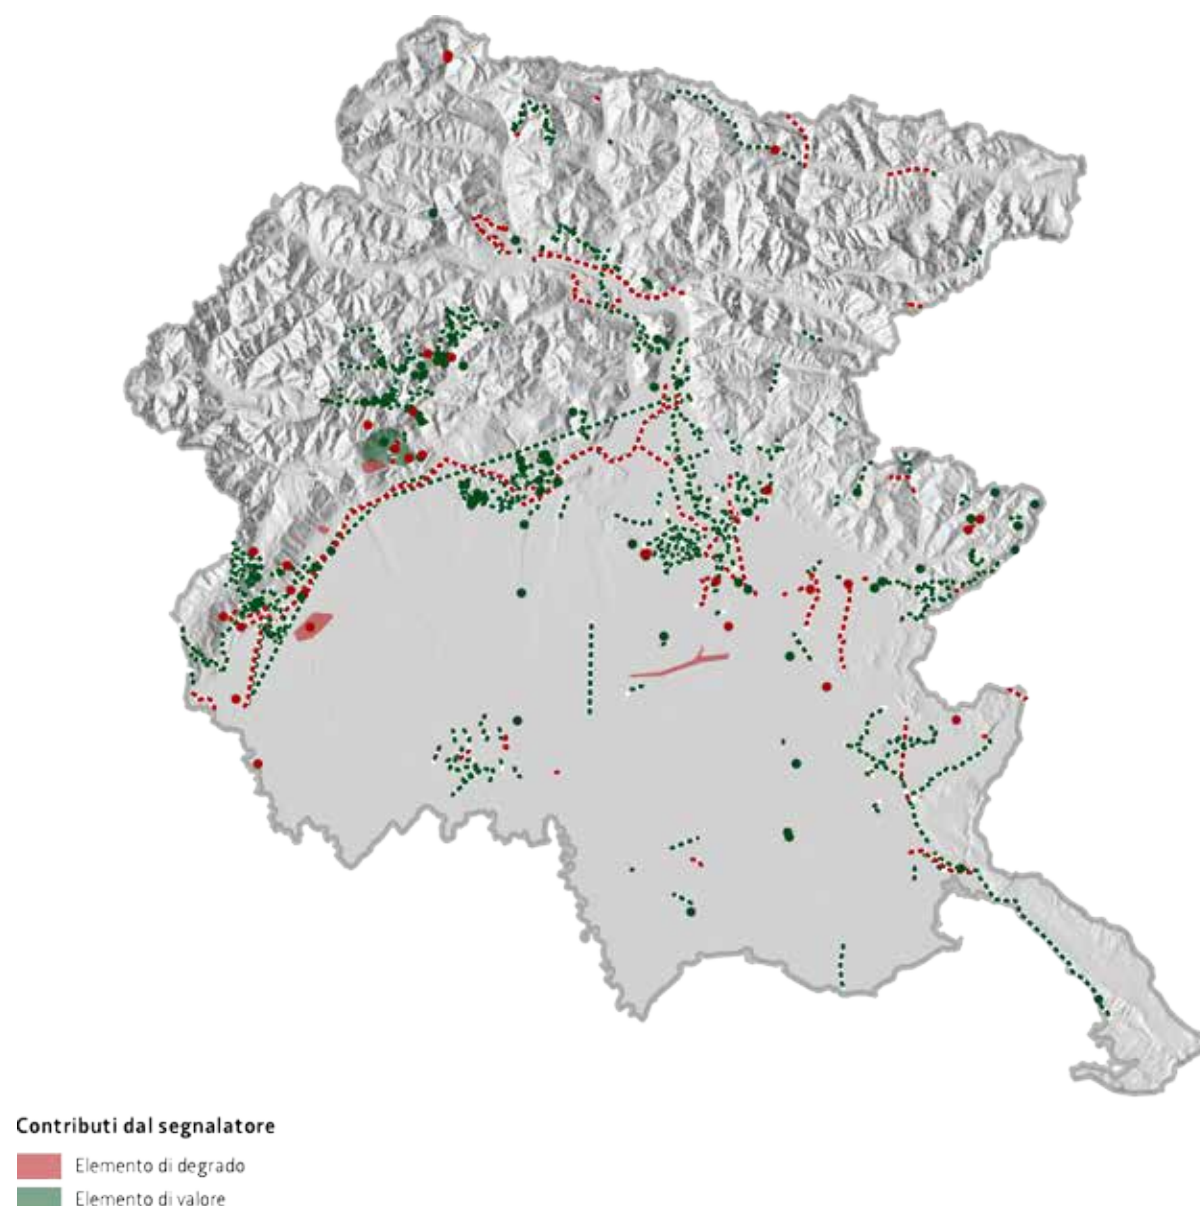 Contributi dal segnalatore
Elemento di degrado
Elemento di valore